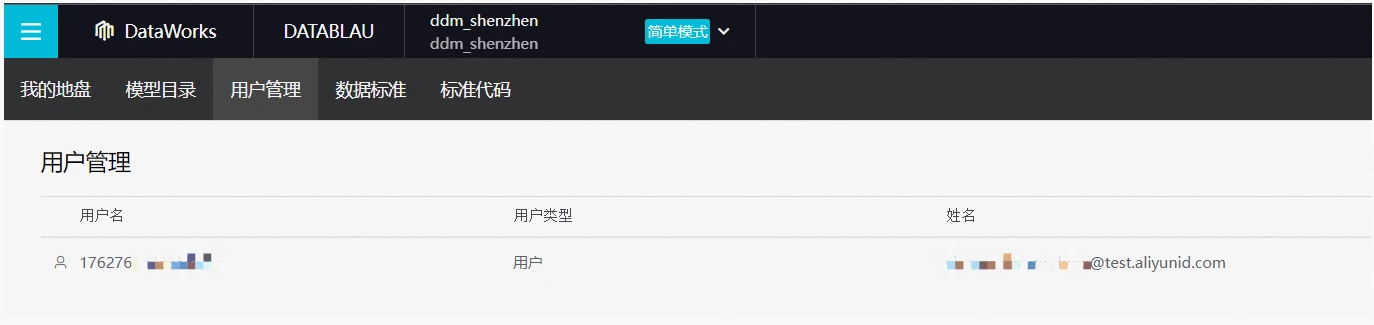 DataWorks DATABLAU ddm_shenzhen 简单模式
ddm_shenzhen
我的地盘 模型目录 用户管理 数据标准 标准代码
用户管理
用户名 用户类型 姓名
176276 用户 @test.aliyunid.com